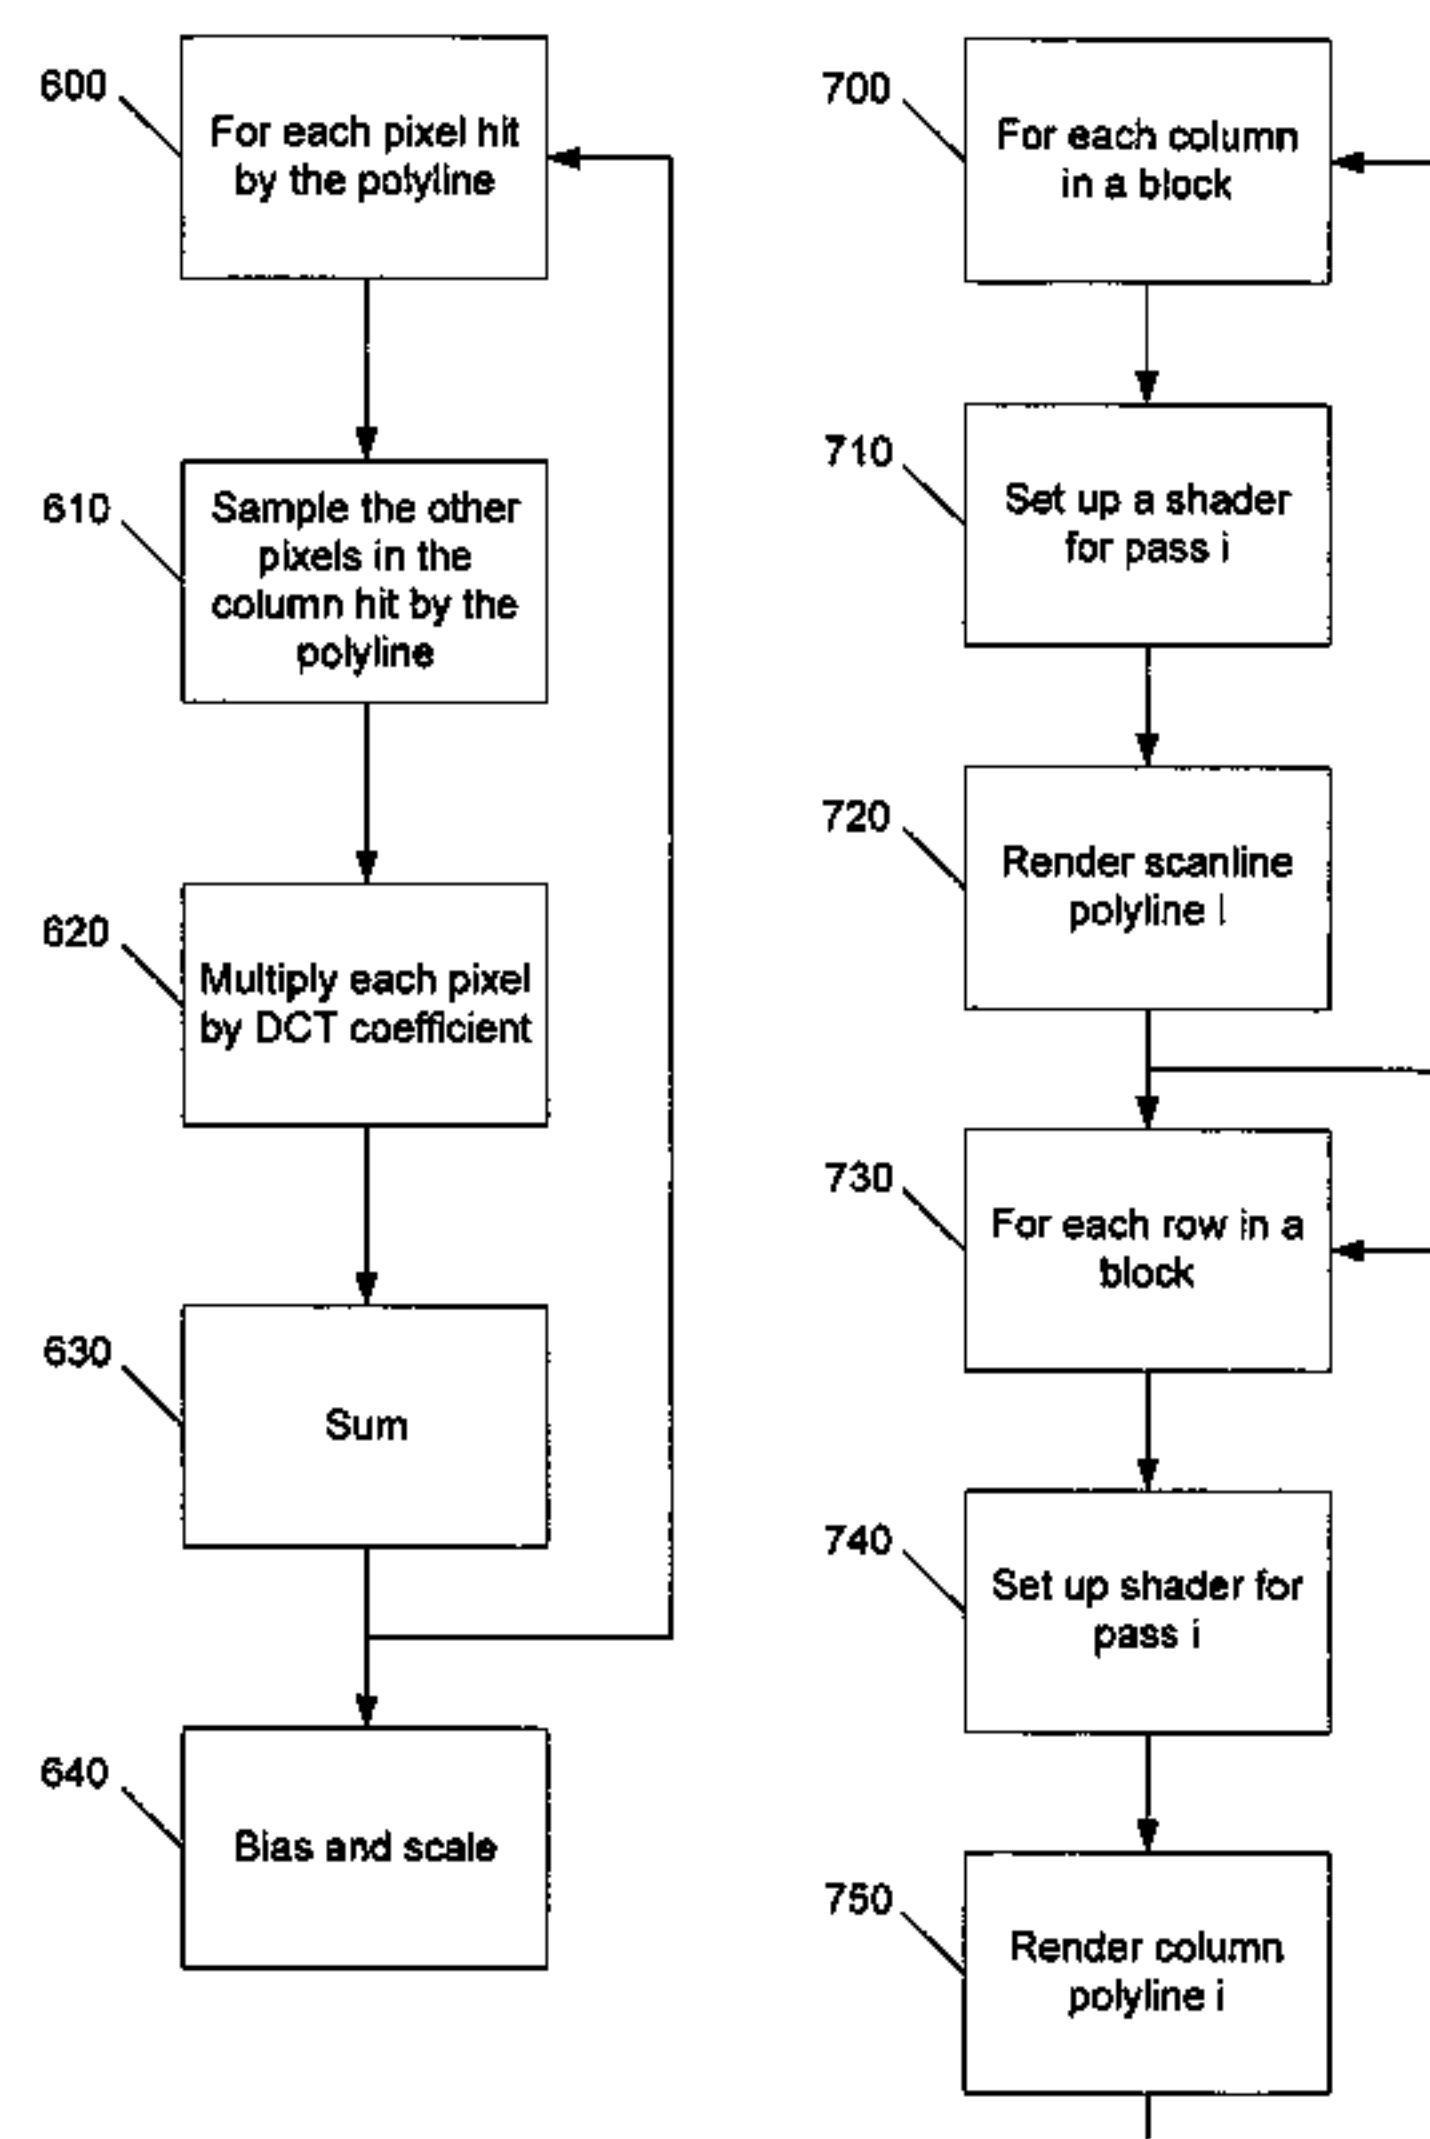 600
For each pixel hit
by the polyline
610
Sample the other
pixels in the
column hit by the
polyline
620
Multiply each pixel
by DCT coefficient
630
Sum
640
Bias and scale
700
For each column
in a block
710
Set up a shader
for pass i
720
Render scanline
polyline I
730
For each row in a
block
740
Set up shader for
pass i
750
Render column
polyline i